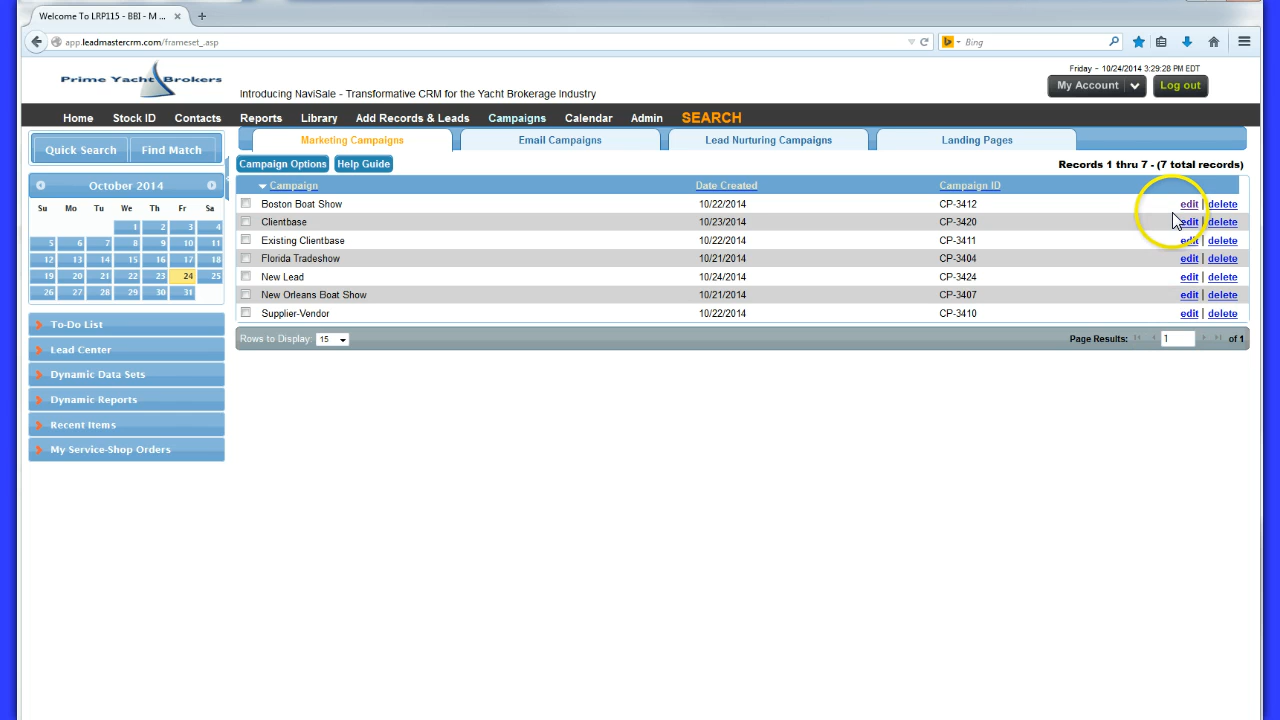 Welcome To LRP115 - BBI - M ...
app.leadmastercrm.com/frameset_.asp
Bing
Prime Yacht Brokers
Introducing NaviSale - Transformative CRM for the Yacht Brokerage Industry
Friday - 10/24/2014 3:29:28 PM EDT
My Account
Log out
Home Stock ID Contacts Reports Library Add Records & Leads Campaigns Calendar Admin SEARCH
Quick Search Find Match
Marketing Campaigns Email Campaigns Lead Nurturing Campaigns Landing Pages
Campaign Options Help Guide
Records 1 thru 7 - (7 total records)
October 2014
Su Mo Tu We Th Fr Sa
1 2 3 4
5 6 7 8 9 10 11
12 13 14 15 16 17 18
19 20 21 22 23 24 25
26 27 28 29 30 31
To-Do List
Lead Center
Dynamic Data Sets
Dynamic Reports
Recent Items
My Service-Shop Orders
Campaign Date Created Campaign ID
Boston Boat Show 10/22/2014 CP-3412 edit | delete
Clientbase 10/23/2014 CP-3420 edit | delete
Existing Clientbase 10/22/2014 CP-3411 edit | delete
Florida Tradeshow 10/21/2014 CP-3404 edit | delete
New Lead 10/24/2014 CP-3424 edit | delete
New Orleans Boat Show 10/21/2014 CP-3407 edit | delete
Supplier-Vendor 10/22/2014 CP-3410 edit | delete
Rows to Display: 15
Page Results: 1 of 1